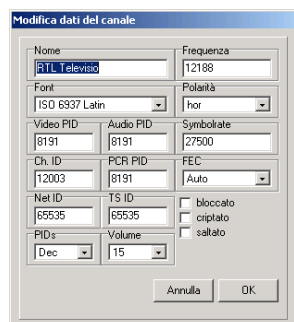 Modifica dati del canale
Nome Frequenza
RTL Televisio 12188
Font Polarità
ISO 6937 Latin hor
Video PID Audio PID Symbolrate
8191 8191 27500
Ch. ID PCR PID FEC
12003 8191 Auto
Net ID TS ID bloccato
65535 65535 criptato
PIDs Volume saltato
Dec 15
Annulla OK